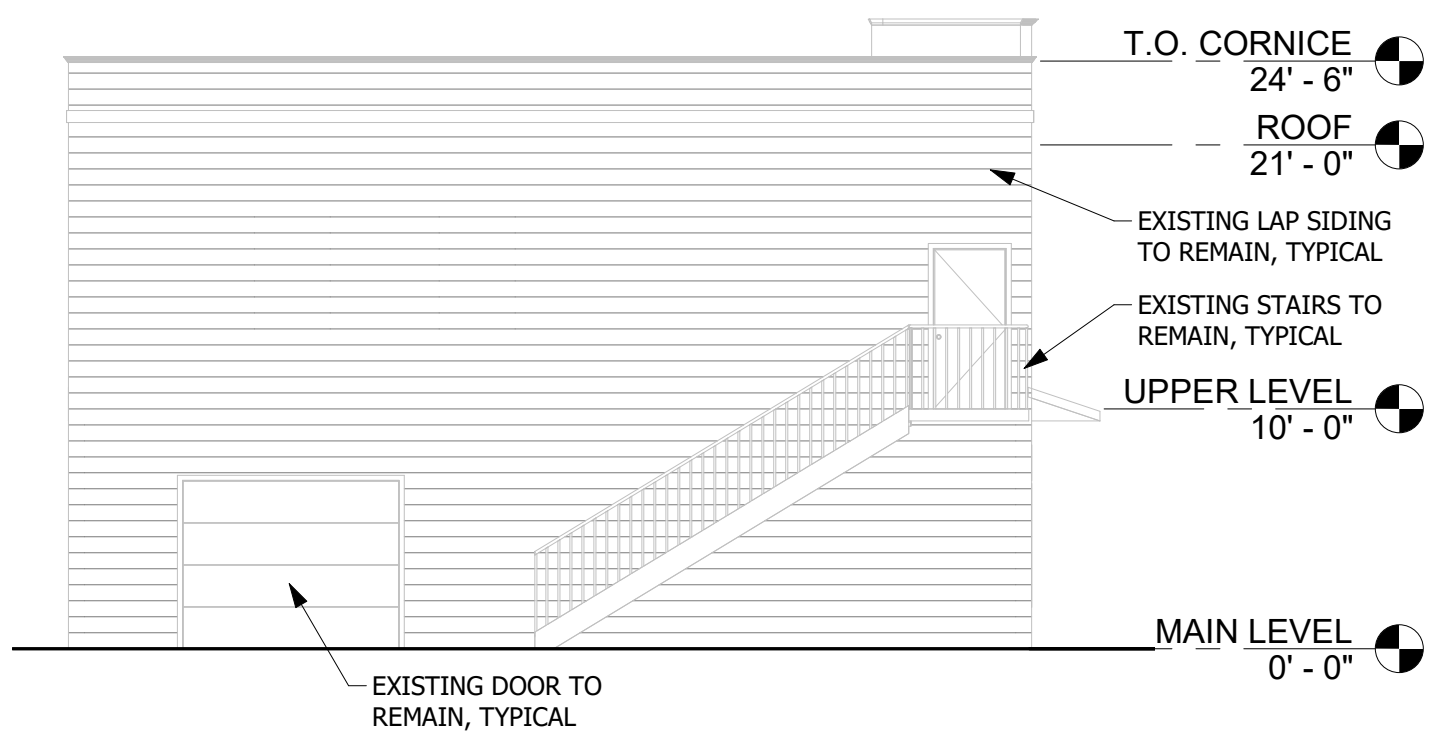 T.O. CORNICE
24' - 6"
ROOF
21' - 0"
EXISTING LAP SIDING
TO REMAIN, TYPICAL
EXISTING STAIRS TO
REMAIN, TYPICAL
UPPER LEVEL
10' - 0"
MAIN LEVEL
0' - 0"
EXISTING DOOR TO
REMAIN, TYPICAL